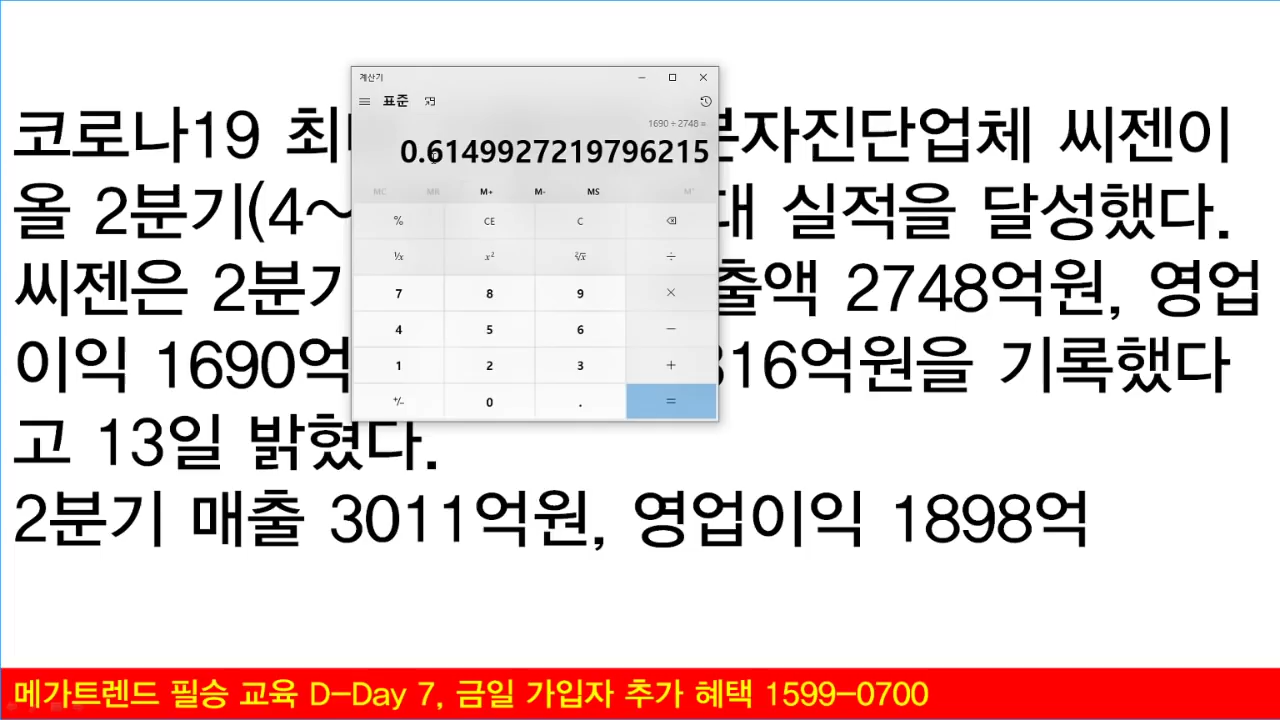 계산기
표준
1690 ÷ 2748 =
0.6149927219796215
MC MR M+ M- MS M˅
% CE C
¹/x x² ²√x ÷
7 8 9 ×
4 5 6 −
1 2 3 +
+/- 0 . =
코로나19 분자진단업체 씨젠이
올 2분기(4~ 대 실적을 달성했다.
씨젠은 2분기 2748억원, 영업
이익 1690억 316억원을 기록했다
고 13일 밝혔다.
2분기 매출 3011억원, 영업이익 1898억
메가트렌드 필승 교육 D-Day 7, 금일 가입자 추가 혜택 1599-0700